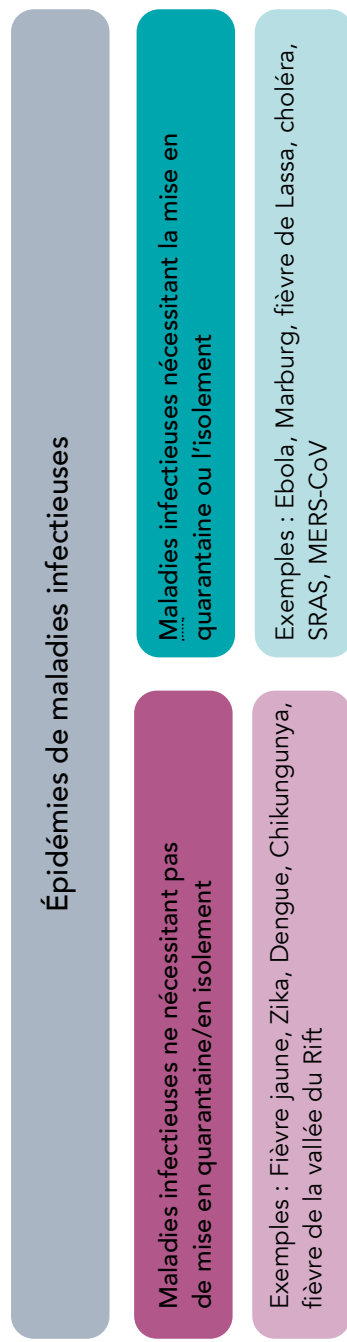 Épidémies de maladies infectieuses
Maladies infectieuses ne nécessitant pas
de mise en quarantaine/en isolement
Maladies infectieuses nécessitant la mise en
quarantaine ou l’isolement
Exemples : Fièvre jaune, Zika, Dengue, Chikungunya,
fièvre de la vallée du Rift
Exemples : Ebola, Marburg, fièvre de Lassa, choléra,
SRAS, MERS-CoV